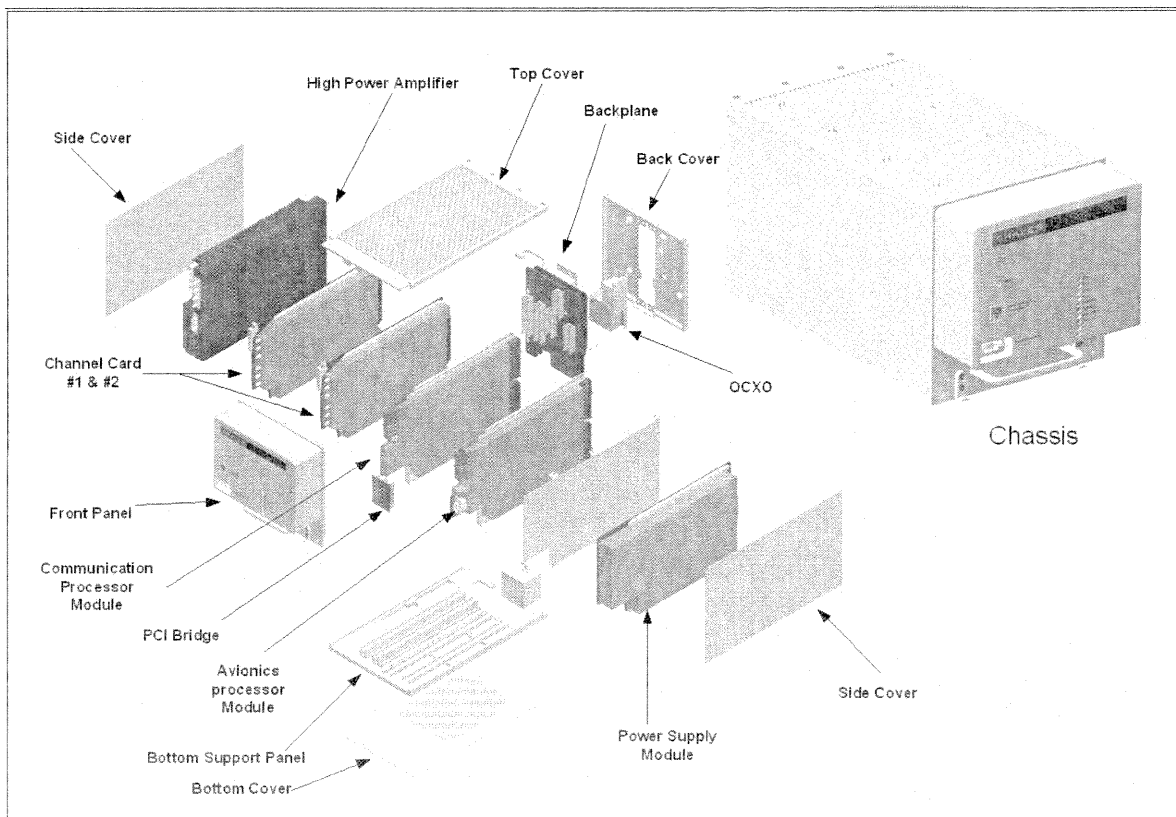 Top Cover
High Power Amplifier
Backplane
Side Cover
Back Cover
Channel Card
#1 & #2
OCXO
Chassis
Front Panel
Communication
Processor
Module
PCI Bridge
Avionics
processor
Module
Side Cover
Power Supply
Module
Bottom Support Panel
Bottom Cover